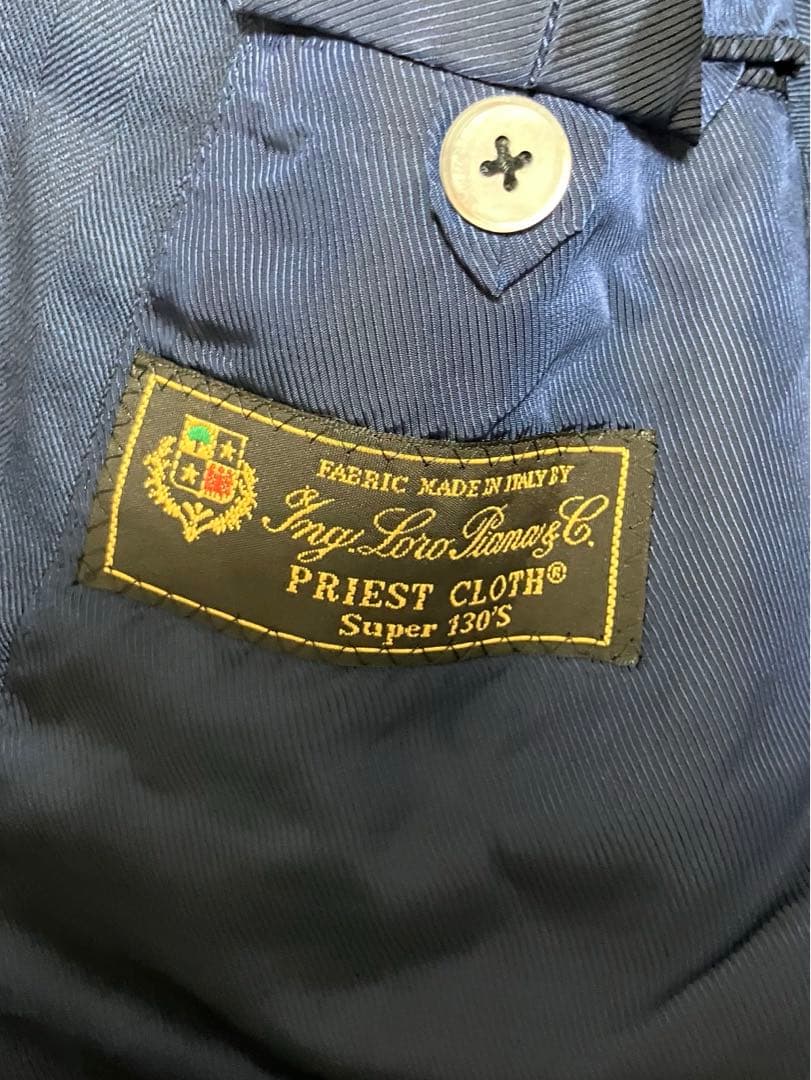 FABRIC MADE IN ITALY BY
Ing. Loro Piana & C.
PRIEST CLOTH®
Super 130'S